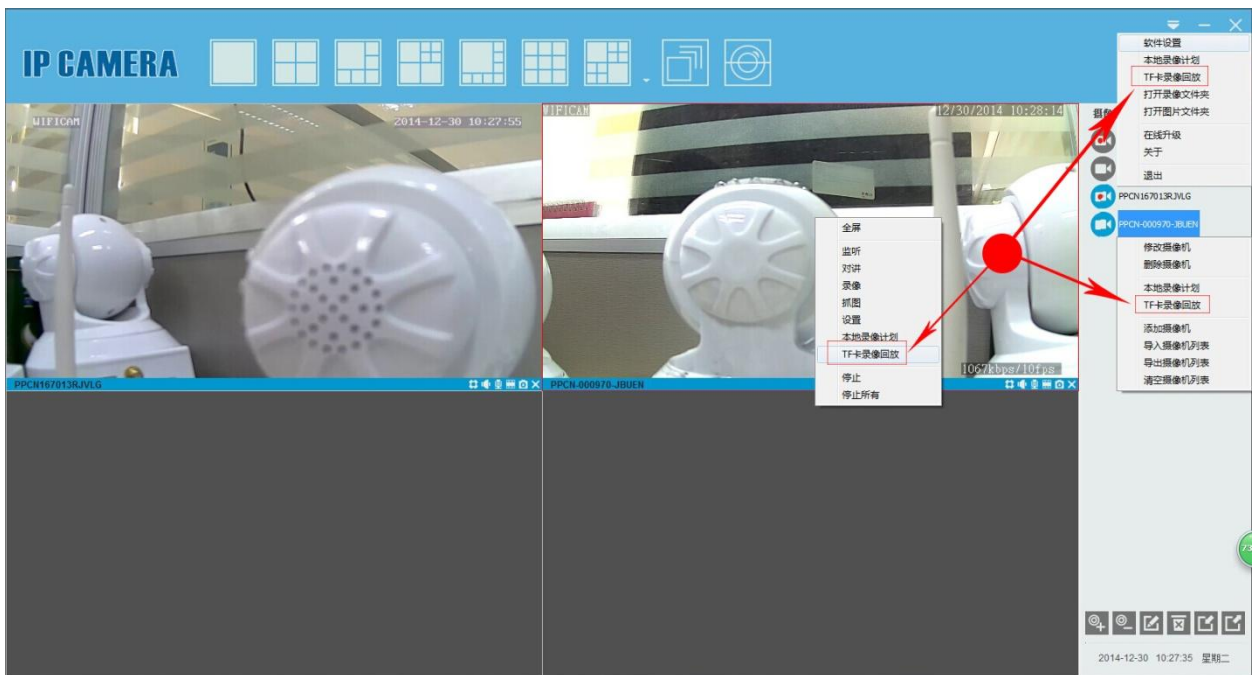 IP CAMERA
软件设置
本地录像计划
TF卡录像回放
打开录像文件夹
打开图片文件夹
在线升级
关于
退出
WIFICAM
2014-12-30 10:27:55
WIFICAM
12/30/2014 10:28:14
PPCN167013RJVLG
PPCN-000970-JBUEN
修改摄像机
删除摄像机
本地录像计划
TF卡录像回放
添加摄像机
导入摄像机列表
导出摄像机列表
清空摄像机列表
全屏
监听
对讲
录像
抓图
设置
本地录像计划
TF卡录像回放
停止
停止所有
1067kbps/10fps
PPCN167013RJVLG
PPCN-000970-JBUEN
73
2014-12-30 10:27:35 星期二